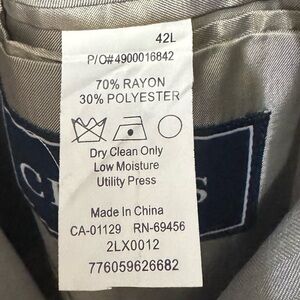 42L
P/O#4900016842
70% RAYON
30% POLYESTER
Dry Clean Only
Low Moisture
Utility Press
Made in China
CA-01129 RN-69456
2LX0012
776059626682